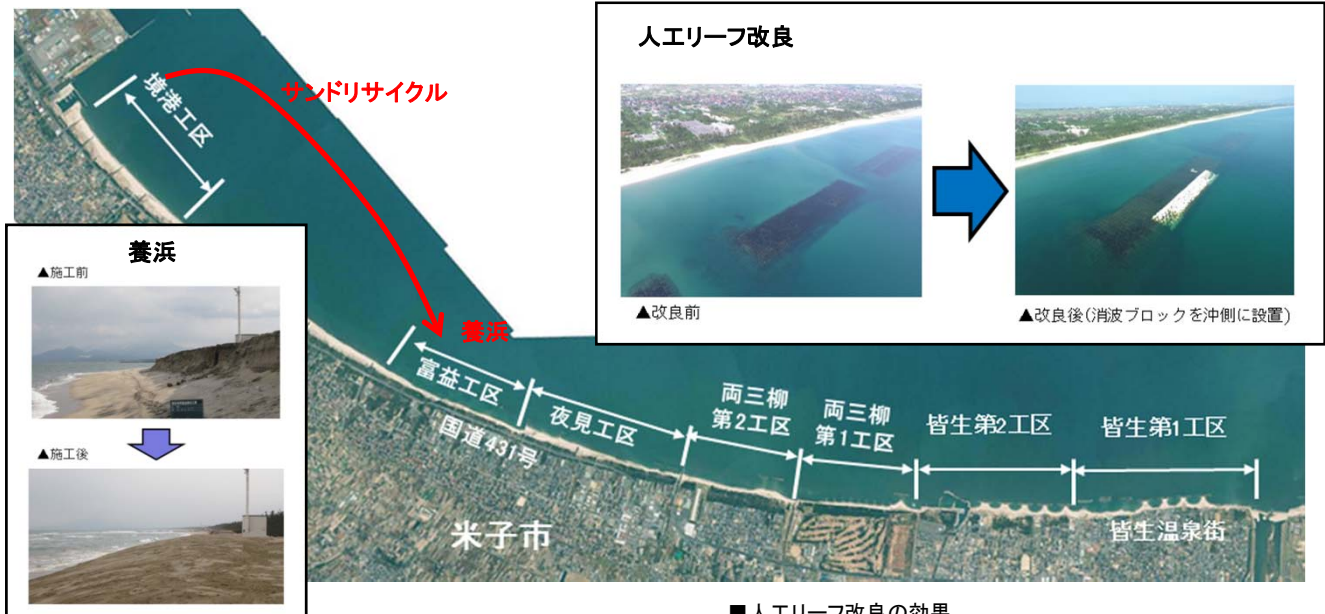 人工リーフ改良
▲改良前
▲改良後(消波ブロックを沖側に設置)
サンドリサイクル
境港工区
養浜
▲施工前
▲施工後
養浜
富益工区
夜見工区
両三柳
第2工区
両三柳
第1工区
皆生第2工区
皆生第1工区
国道431号
米子市
皆生温泉街
■人工リーフ改良の効果